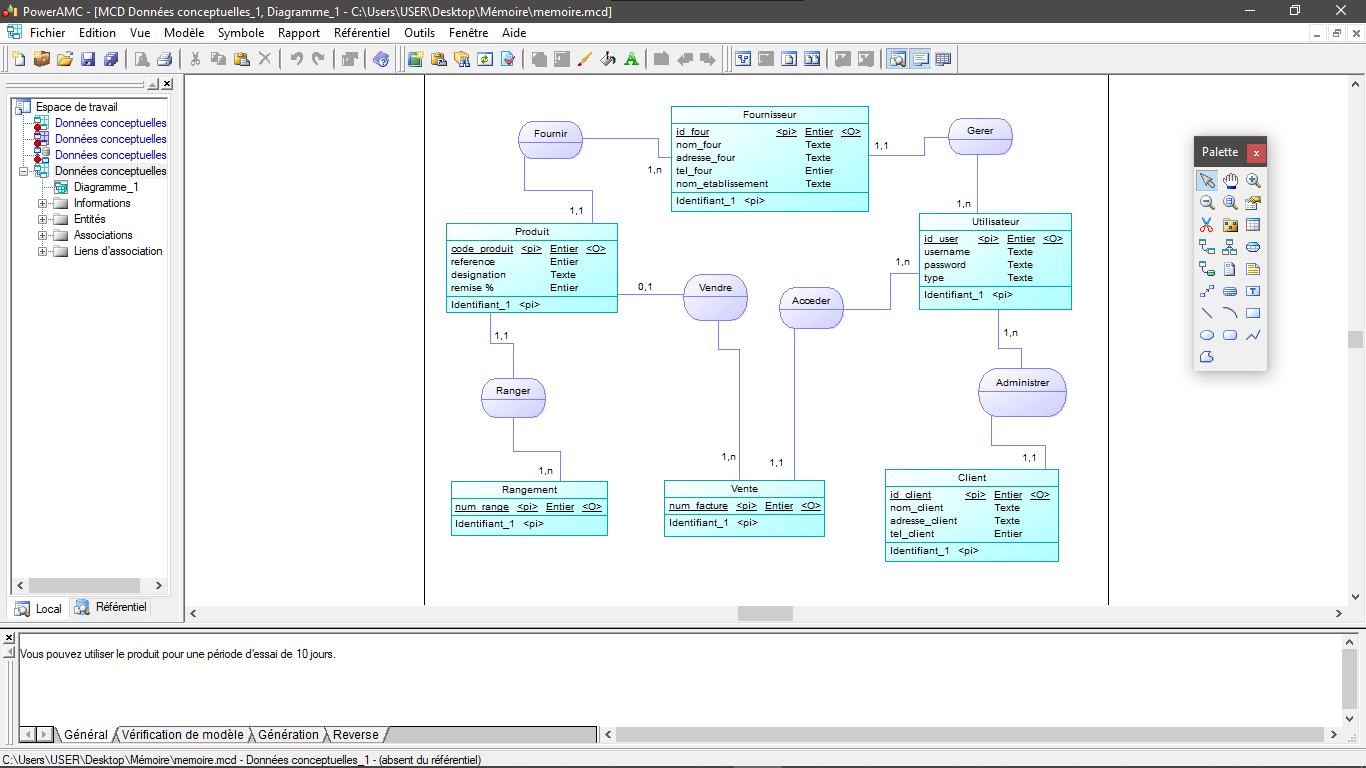 PowerAMC - [MCD Données conceptuelles_1, Diagramme_1 - C:\Users\USER\Desktop\Mémoire\memoire.mcd]
Fichier Edition Vue Modèle Symbole Rapport Référentiel Outils Fenêtre Aide
Espace de travail
Données conceptuelles
Données conceptuelles
Données conceptuelles
Données conceptuelles
Diagramme_1
Informations
Entités
Associations
Liens d'association
Local Référentiel
Fournir
1,n
1,1
Fournisseur
id_four <pi> Entier <O>
nom_four Texte
adresse_four Texte
tel_four Entier
nom_etablissement Texte
Identifiant_1 <pi>
1,1
Gerer
1,n
Produit
code_produit <pi> Entier <O>
reference Entier
designation Texte
remise % Entier
Identifiant_1 <pi>
0,1
Vendre
1,n
Acceder
1,n
1,1
Utilisateur
id_user <pi> Entier <O>
username Texte
password Texte
type Texte
Identifiant_1 <pi>
1,1
Ranger
1,n
1,n
Administrer
1,1
Rangement
num_range <pi> Entier <O>
Identifiant_1 <pi>
Vente
num_facture <pi> Entier <O>
Identifiant_1 <pi>
Client
id_client <pi> Entier <O>
nom_client Texte
adresse_client Texte
tel_client Entier
Identifiant_1 <pi>
Palette
Vous pouvez utiliser le produit pour une période d'essai de 10 jours.
Général Vérification de modèle Génération Reverse
C:\Users\USER\Desktop\Mémoire\memoire.mcd - Données conceptuelles_1 - (absent du référentiel)